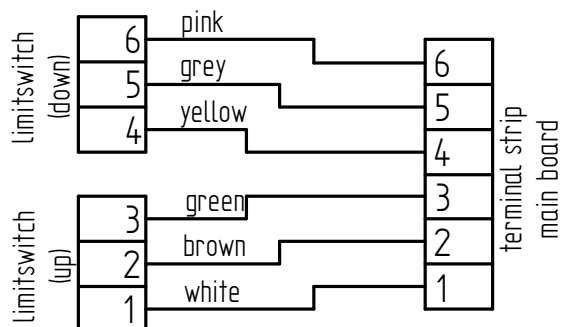 Limitswitch
(down)
6
5
4
pink
grey
yellow
Limitswitch
(up)
3
2
1
green
brown
white
6
5
4
3
2
1
terminal strip
main board